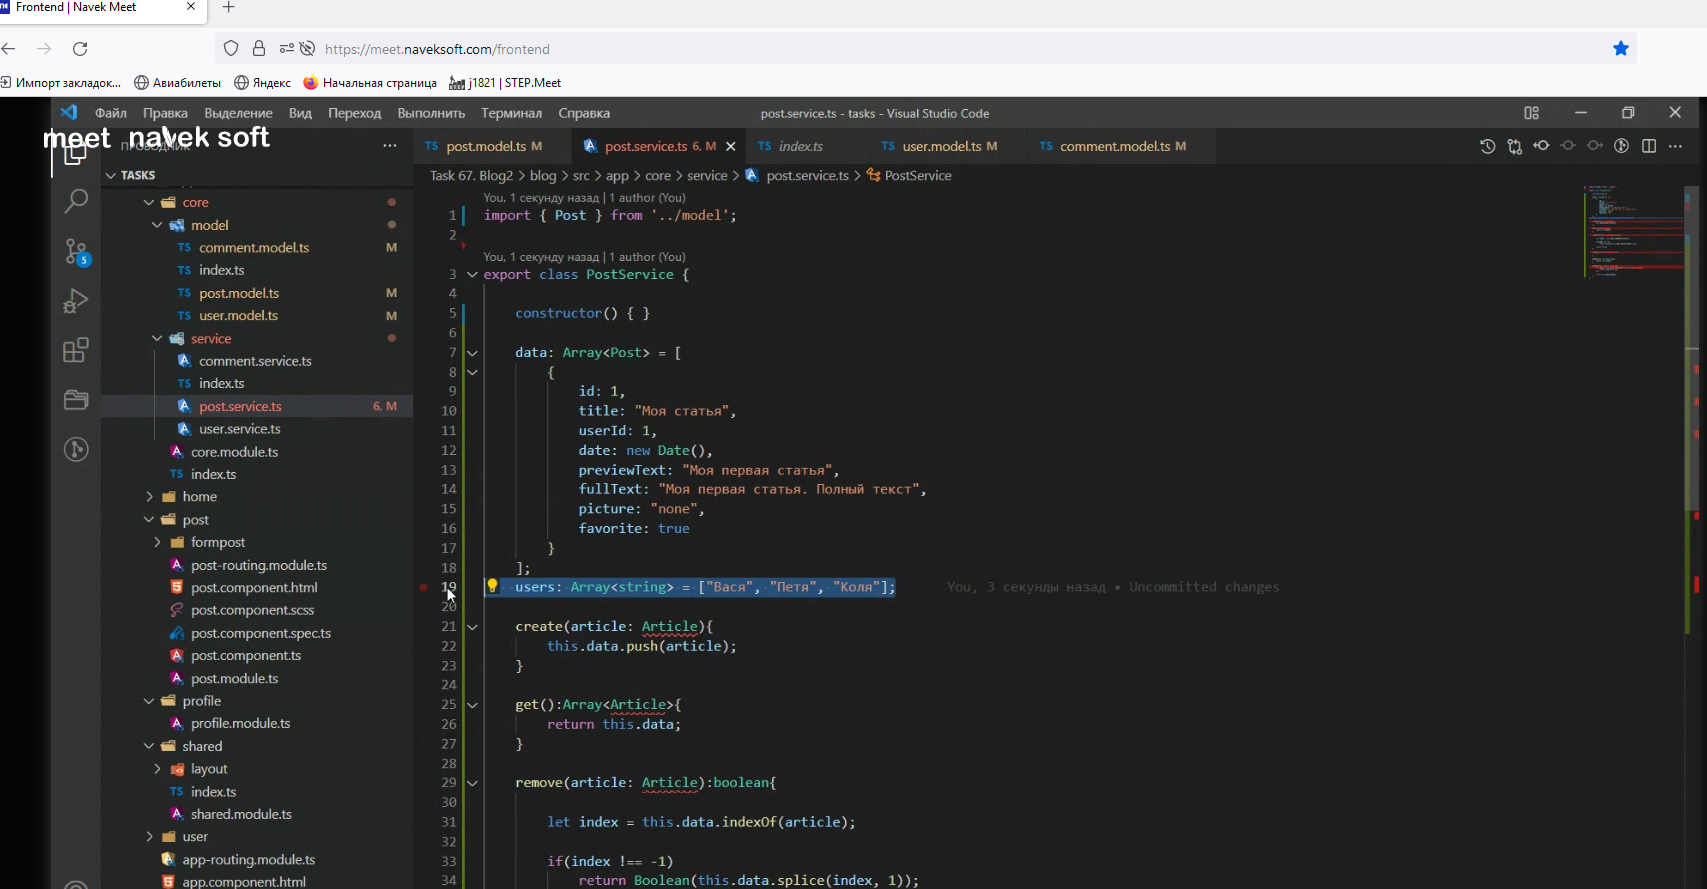 Frontend | Navek Meet
https://meet.naveksoft.com/frontend
Импорт закладок... Авиабилеты Яндекс Начальная страница j1821 | STEP.Meet
Файл Правка Выделение Вид Переход Выполнить Терминал Справка
post.service.ts - tasks - Visual Studio Code
meet navek soft
ПРОВОДНИК
TASKS
core
model
comment.model.ts M
index.ts
post.model.ts M
user.model.ts M
service
comment.service.ts
index.ts
post.service.ts 6, M
user.service.ts
core.module.ts
index.ts
home
post
formpost
post-routing.module.ts
post.component.html
post.component.scss
post.component.spec.ts
post.component.ts
post.module.ts
profile
profile.module.ts
shared
layout
index.ts
shared.module.ts
user
app-routing.module.ts
app.component.html
5
post.model.ts M post.service.ts 6, M index.ts user.model.ts M comment.model.ts M
Task 67. Blog2 > blog > src > app > core > service > post.service.ts > PostService
You, 1 секунду назад | 1 author (You)
1 import { Post } from '../model';
2
You, 1 секунду назад | 1 author (You)
3 export class PostService {
4
5 constructor() { }
6
7 data: Array<Post> = [
8 {
9 id: 1,
10 title: "Моя статья",
11 userId: 1,
12 date: new Date(),
13 previewText: "Моя первая статья",
14 fullText: "Моя первая статья. Полный текст",
15 picture: "none",
16 favorite: true
17 }
18 ];
19 users: Array<string> = ["Вася", "Петя", "Коля"]; You, 3 секунды назад • Uncommitted changes
20
21 create(article: Article){
22 this.data.push(article);
23 }
24
25 get():Array<Article>{
26 return this.data;
27 }
28
29 remove(article: Article):boolean{
30
31 let index = this.data.indexOf(article);
32
33 if(index !== -1)
34 return Boolean(this.data.splice(index, 1));